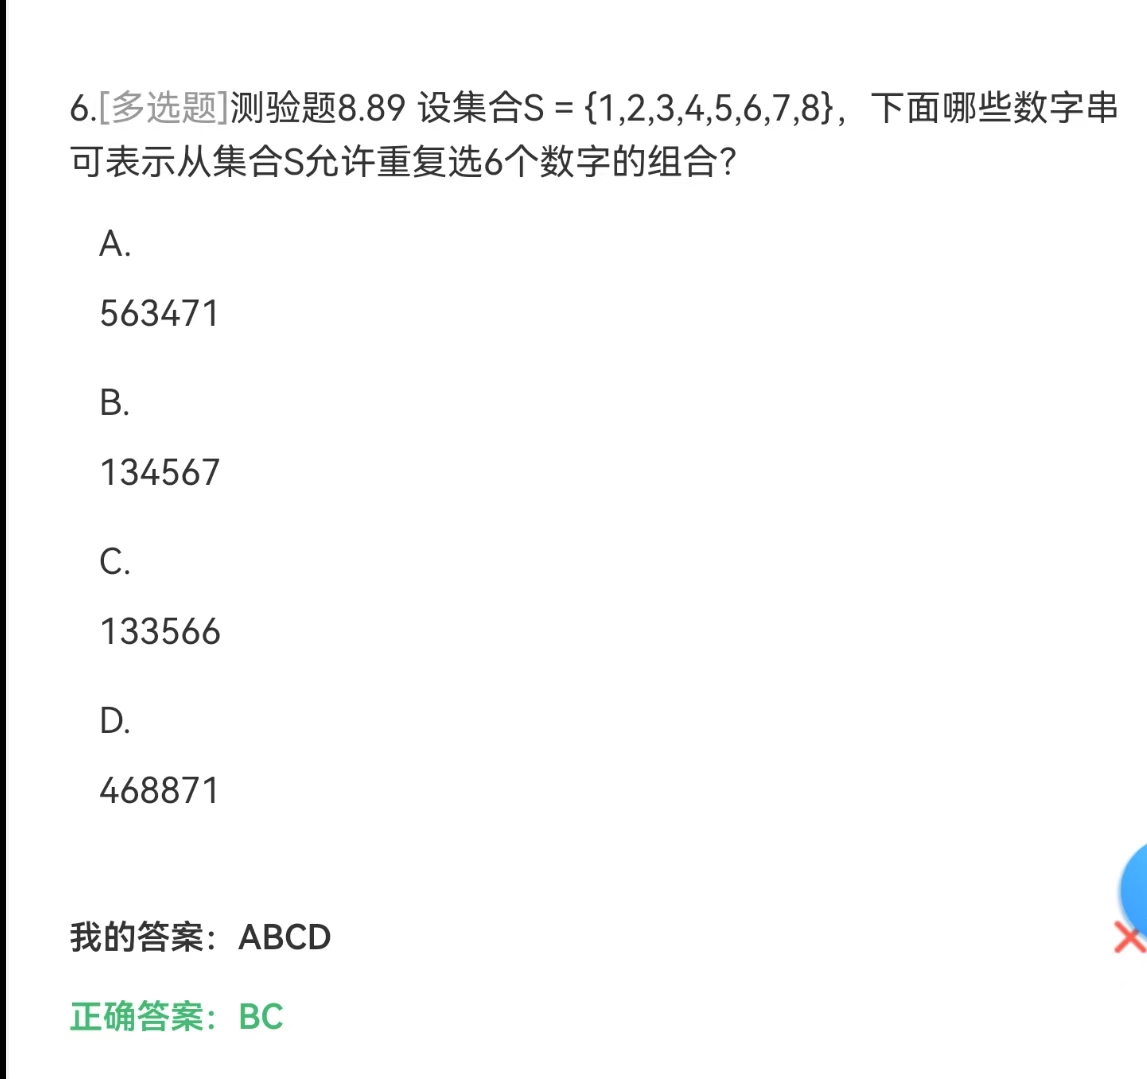 6.[多选题]测验题8.89 设集合S = {1,2,3,4,5,6,7,8}，下面哪些数字串
可表示从集合S允许重复选6个数字的组合？
A.
563471
B.
134567
C.
133566
D.
468871
我的答案：ABCD
正确答案：BC